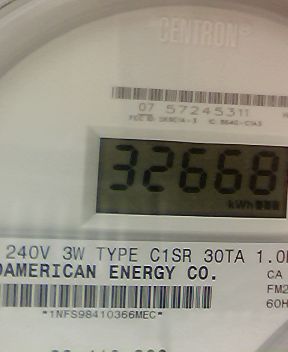 CENTRON®
07 57245311
32668
kWh
240V 3W TYPE C1SR 30TA 1.0
AMERICAN ENERGY CO.
CA
FM2
60H
*1NFS98410366MEC*